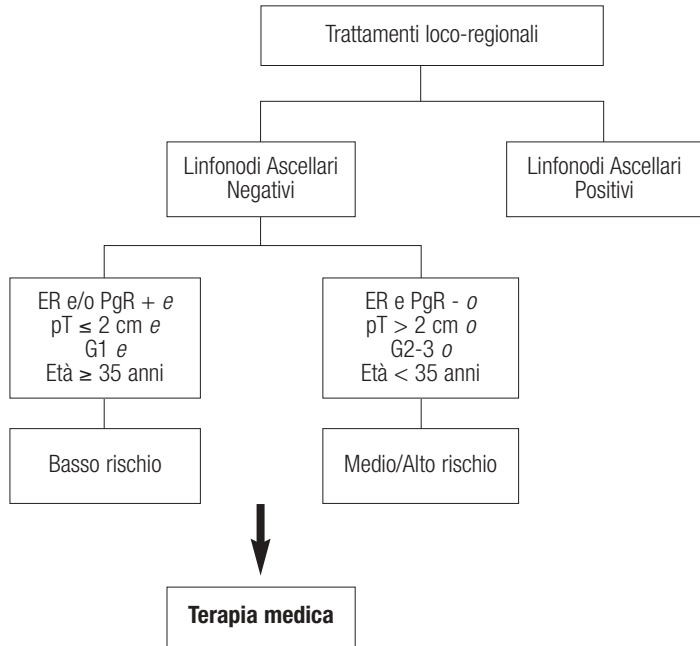 Trattamenti loco-regionali
Linfonodi Ascellari
Negativi
Linfonodi Ascellari
Positivi
ER e/o PgR + e
pT ≤ 2 cm e
G1 e
Età ≥ 35 anni
ER e PgR - o
pT > 2 cm o
G2-3 o
Età < 35 anni
Basso rischio
Medio/Alto rischio
Terapia medica